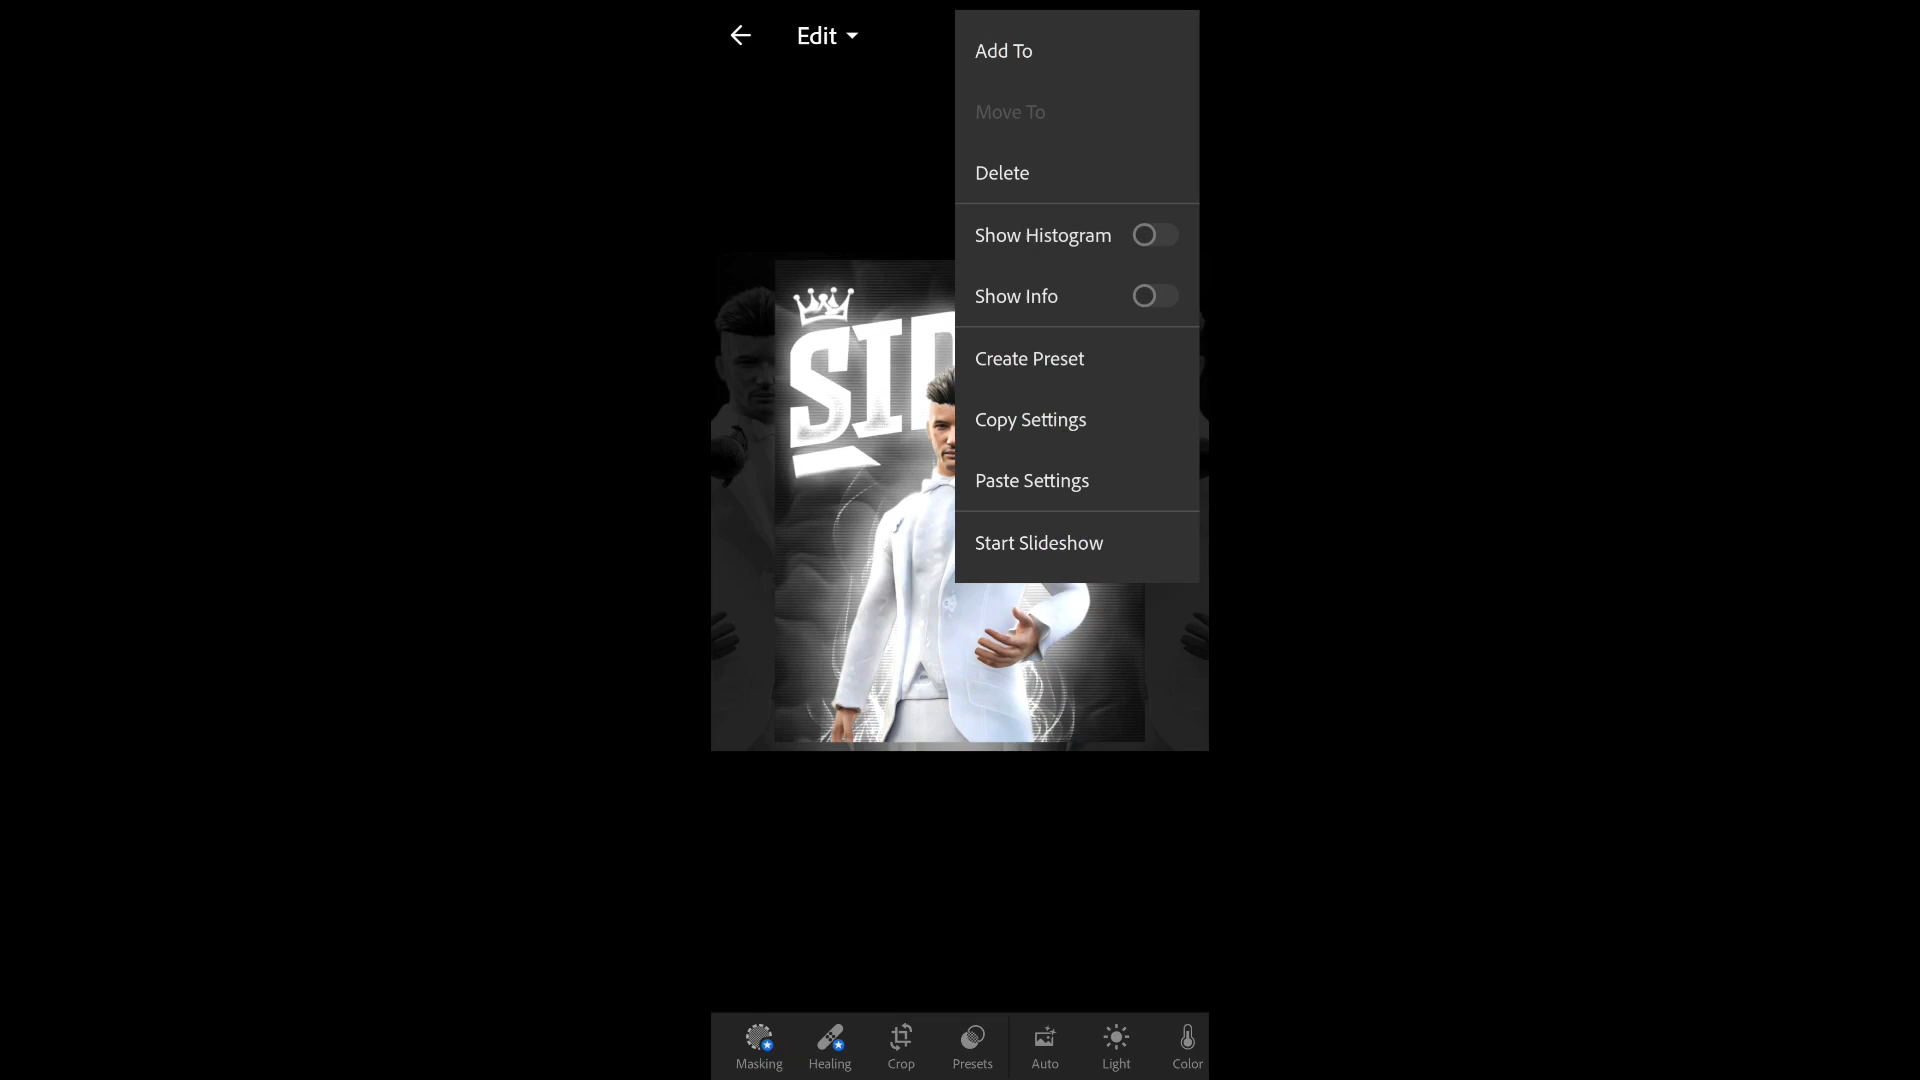 Edit
Add To
Move To
Delete
Show Histogram
Show Info
Create Preset
Copy Settings
Paste Settings
Start Slideshow
Masking
Healing
Crop
Presets
Auto
Light
Color